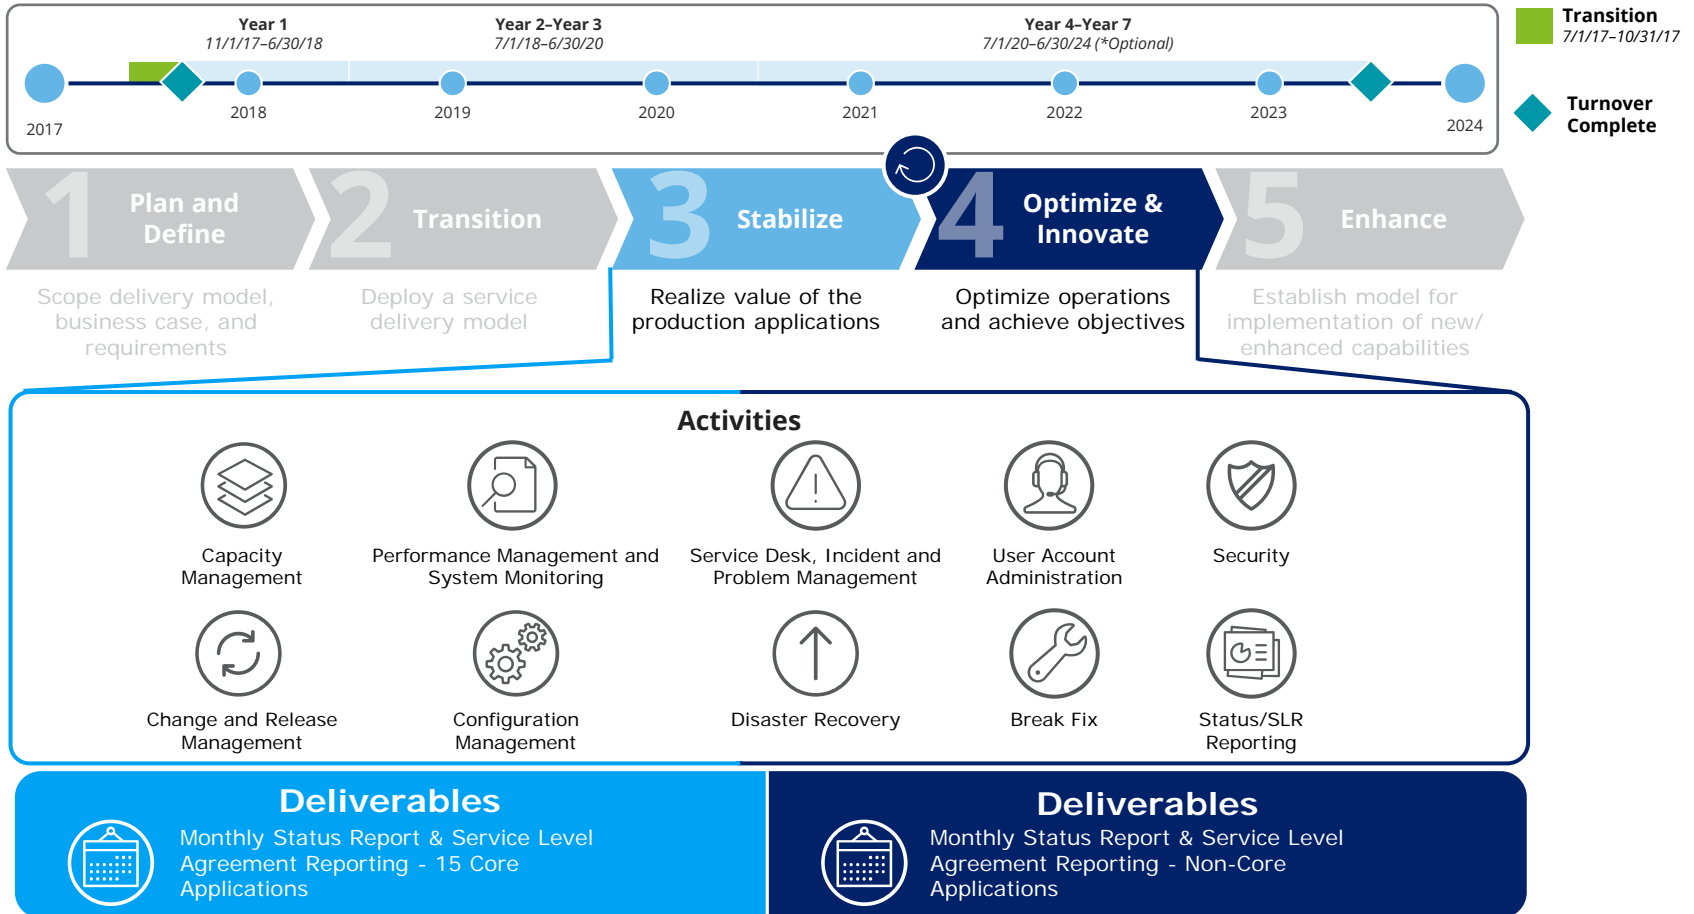 Year 1
11/1/17–6/30/18
Year 2–Year 3
7/1/18–6/30/20
Year 4–Year 7
7/1/20–6/30/24 (*Optional)
Transition
7/1/17–10/31/17
2017
2018
2019
2020
2021
2022
2023
2024
Turnover
Complete
1
Plan and
Define
2
Transition
3
Stabilize
4
Optimize &
Innovate
5
Enhance
Scope delivery model,
business case, and
requirements
Deploy a service
delivery model
Realize value of the
production applications
Optimize operations
and achieve objectives
Establish model for
implementation of new/
enhanced capabilities
Activities
Capacity
Management
Performance Management and
System Monitoring
Service Desk, Incident and
Problem Management
User Account
Administration
Security
Change and Release
Management
Configuration
Management
Disaster Recovery
Break Fix
Status/SLR
Reporting
Deliverables
Monthly Status Report & Service Level
Agreement Reporting - 15 Core
Applications
Deliverables
Monthly Status Report & Service Level
Agreement Reporting - Non-Core
Applications